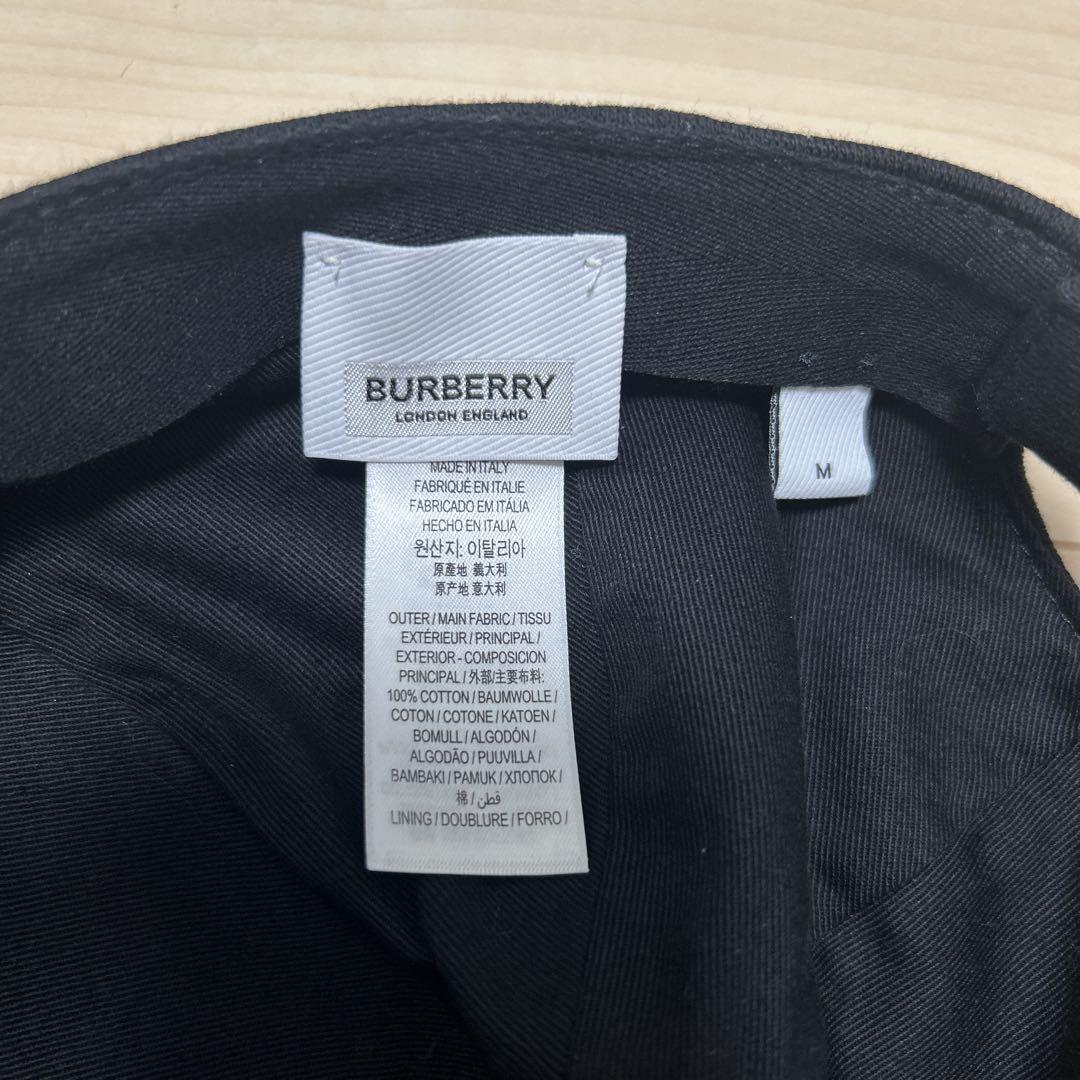 BURBERRY
LONDON ENGLAND
MADE IN ITALY
FABRIQUÉ EN ITALIE
FABRICADO EM ITÁLIA
HECHO EN ITALIA
원산지: 이탈리아
原產地 義大利
原产地 意大利
OUTER / MAIN FABRIC / TISSU
EXTÉRIEUR / PRINCIPAL /
EXTERIOR - COMPOSICION
PRINCIPAL / 外部/主要布料:
100% COTTON / BAUMWOLLE /
COTON / COTONE / KATOEN /
BOMULL / ALGODÓN /
ALGODÃO / PUUVILLA /
BAMBAKI / PAMUK / ХЛОПОК /
棉 / قطن
LINING / DOUBLURE / FORRO /
M